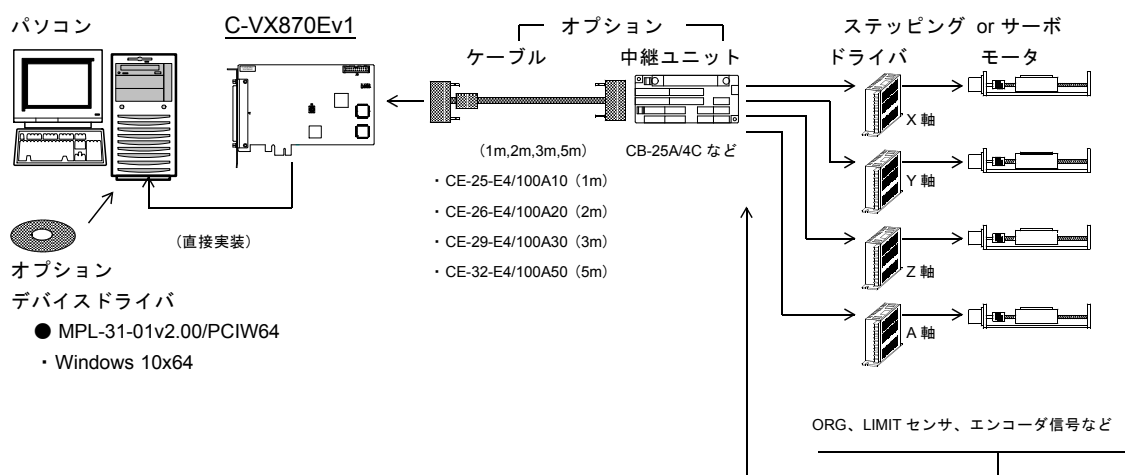 パソコン
C-VX870Ev1
オプション
ケーブル
中継ユニット
ステッピング or サーボ
ドライバ
モータ
X 軸
Y 軸
Z 軸
A 軸
(1m,2m,3m,5m)
CB-25A/4C など
・CE-25-E4/100A10(1m)
・CE-26-E4/100A20(2m)
・CE-29-E4/100A30(3m)
・CE-32-E4/100A50(5m)
(直接実装)
オプション
デバイスドライバ
● MPL-31-01v2.00/PCIW64
・Windows 10x64
ORG、LIMIT センサ、エンコーダ信号など